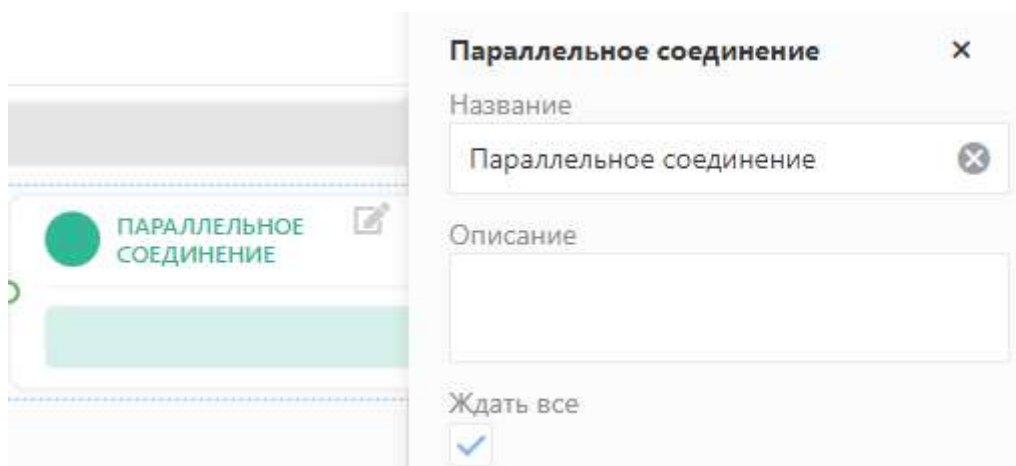 ПАРАЛЛЕЛЬНОЕ
СОЕДИНЕНИЕ
Параллельное соединение
Название
Параллельное соединение
Описание
Ждать все